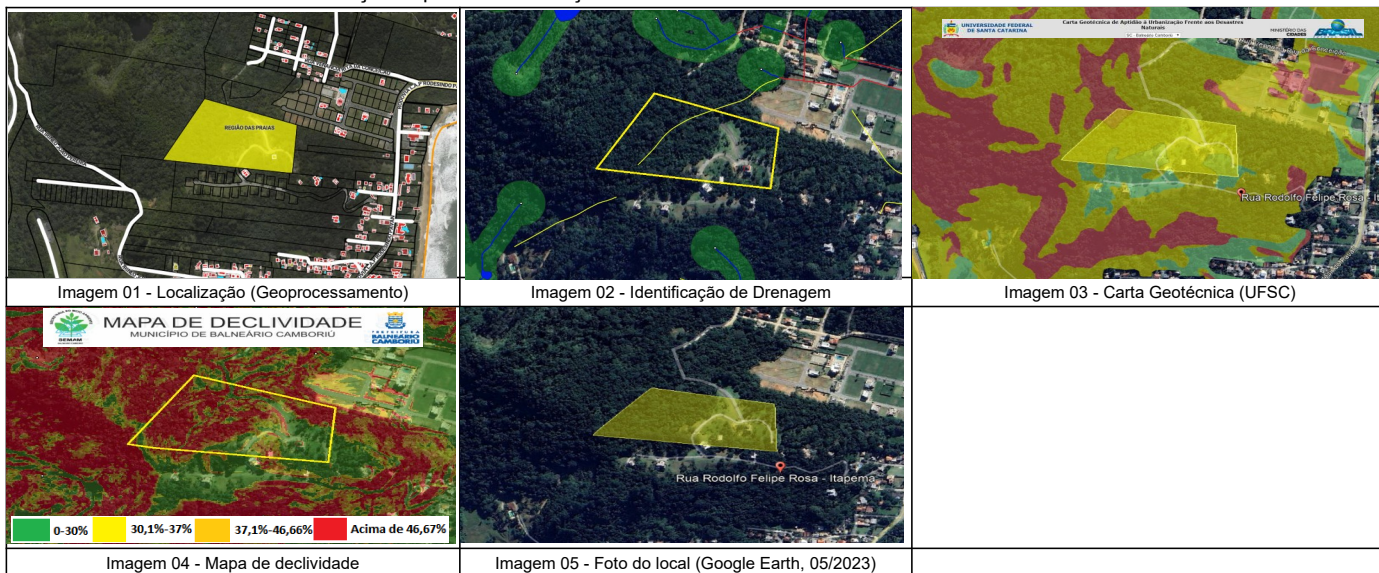 REGIÃO DAS PRAIAS
UNIVERSIDADE FEDERAL
DE SANTA CATARINA
Carta Geotécnica de Aptidão à Urbanização Frente aos Desastres
Naturais
MINISTÉRIO DAS
CIDADES
BRASIL
Rua Rodolfo Felipe Rosa - Ita
Imagem 01 - Localização (Geoprocessamento)
Imagem 02 - Identificação de Drenagem
Imagem 03 - Carta Geotécnica (UFSC)
SEMAM
MAPA DE DECLIVIDADE
MUNICÍPIO DE BALNEÁRIO CAMBORIÚ
PREFEITURA
BALNEÁRIO
CAMBORIÚ
0-30%
30,1%-37%
37,1%-46,66%
Acima de 46,67%
Rua Rodolfo Felipe Rosa - Itapema
Imagem 04 - Mapa de declividade
Imagem 05 - Foto do local (Google Earth, 05/2023)